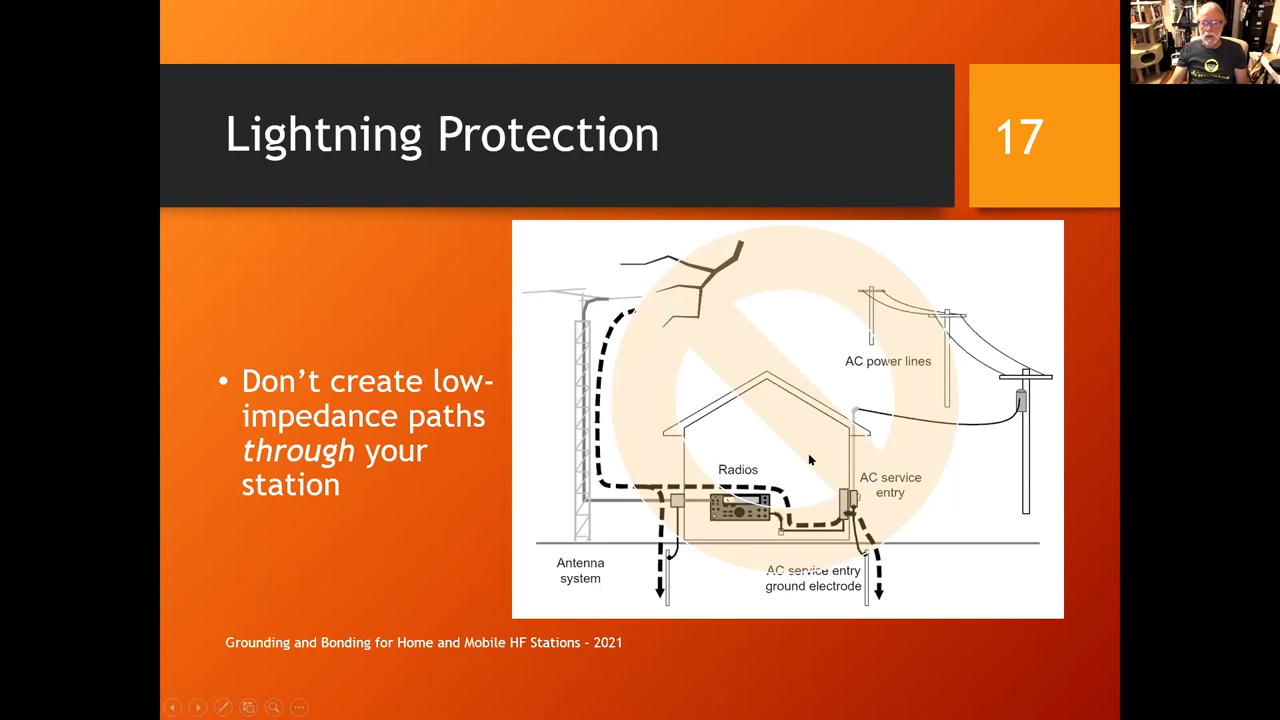 Lightning Protection
17
• Don’t create low-
impedance paths
through your
station
AC power lines
Radios
AC service
entry
Antenna
system
AC service entry
ground electrode
Grounding and Bonding for Home and Mobile HF Stations - 2021